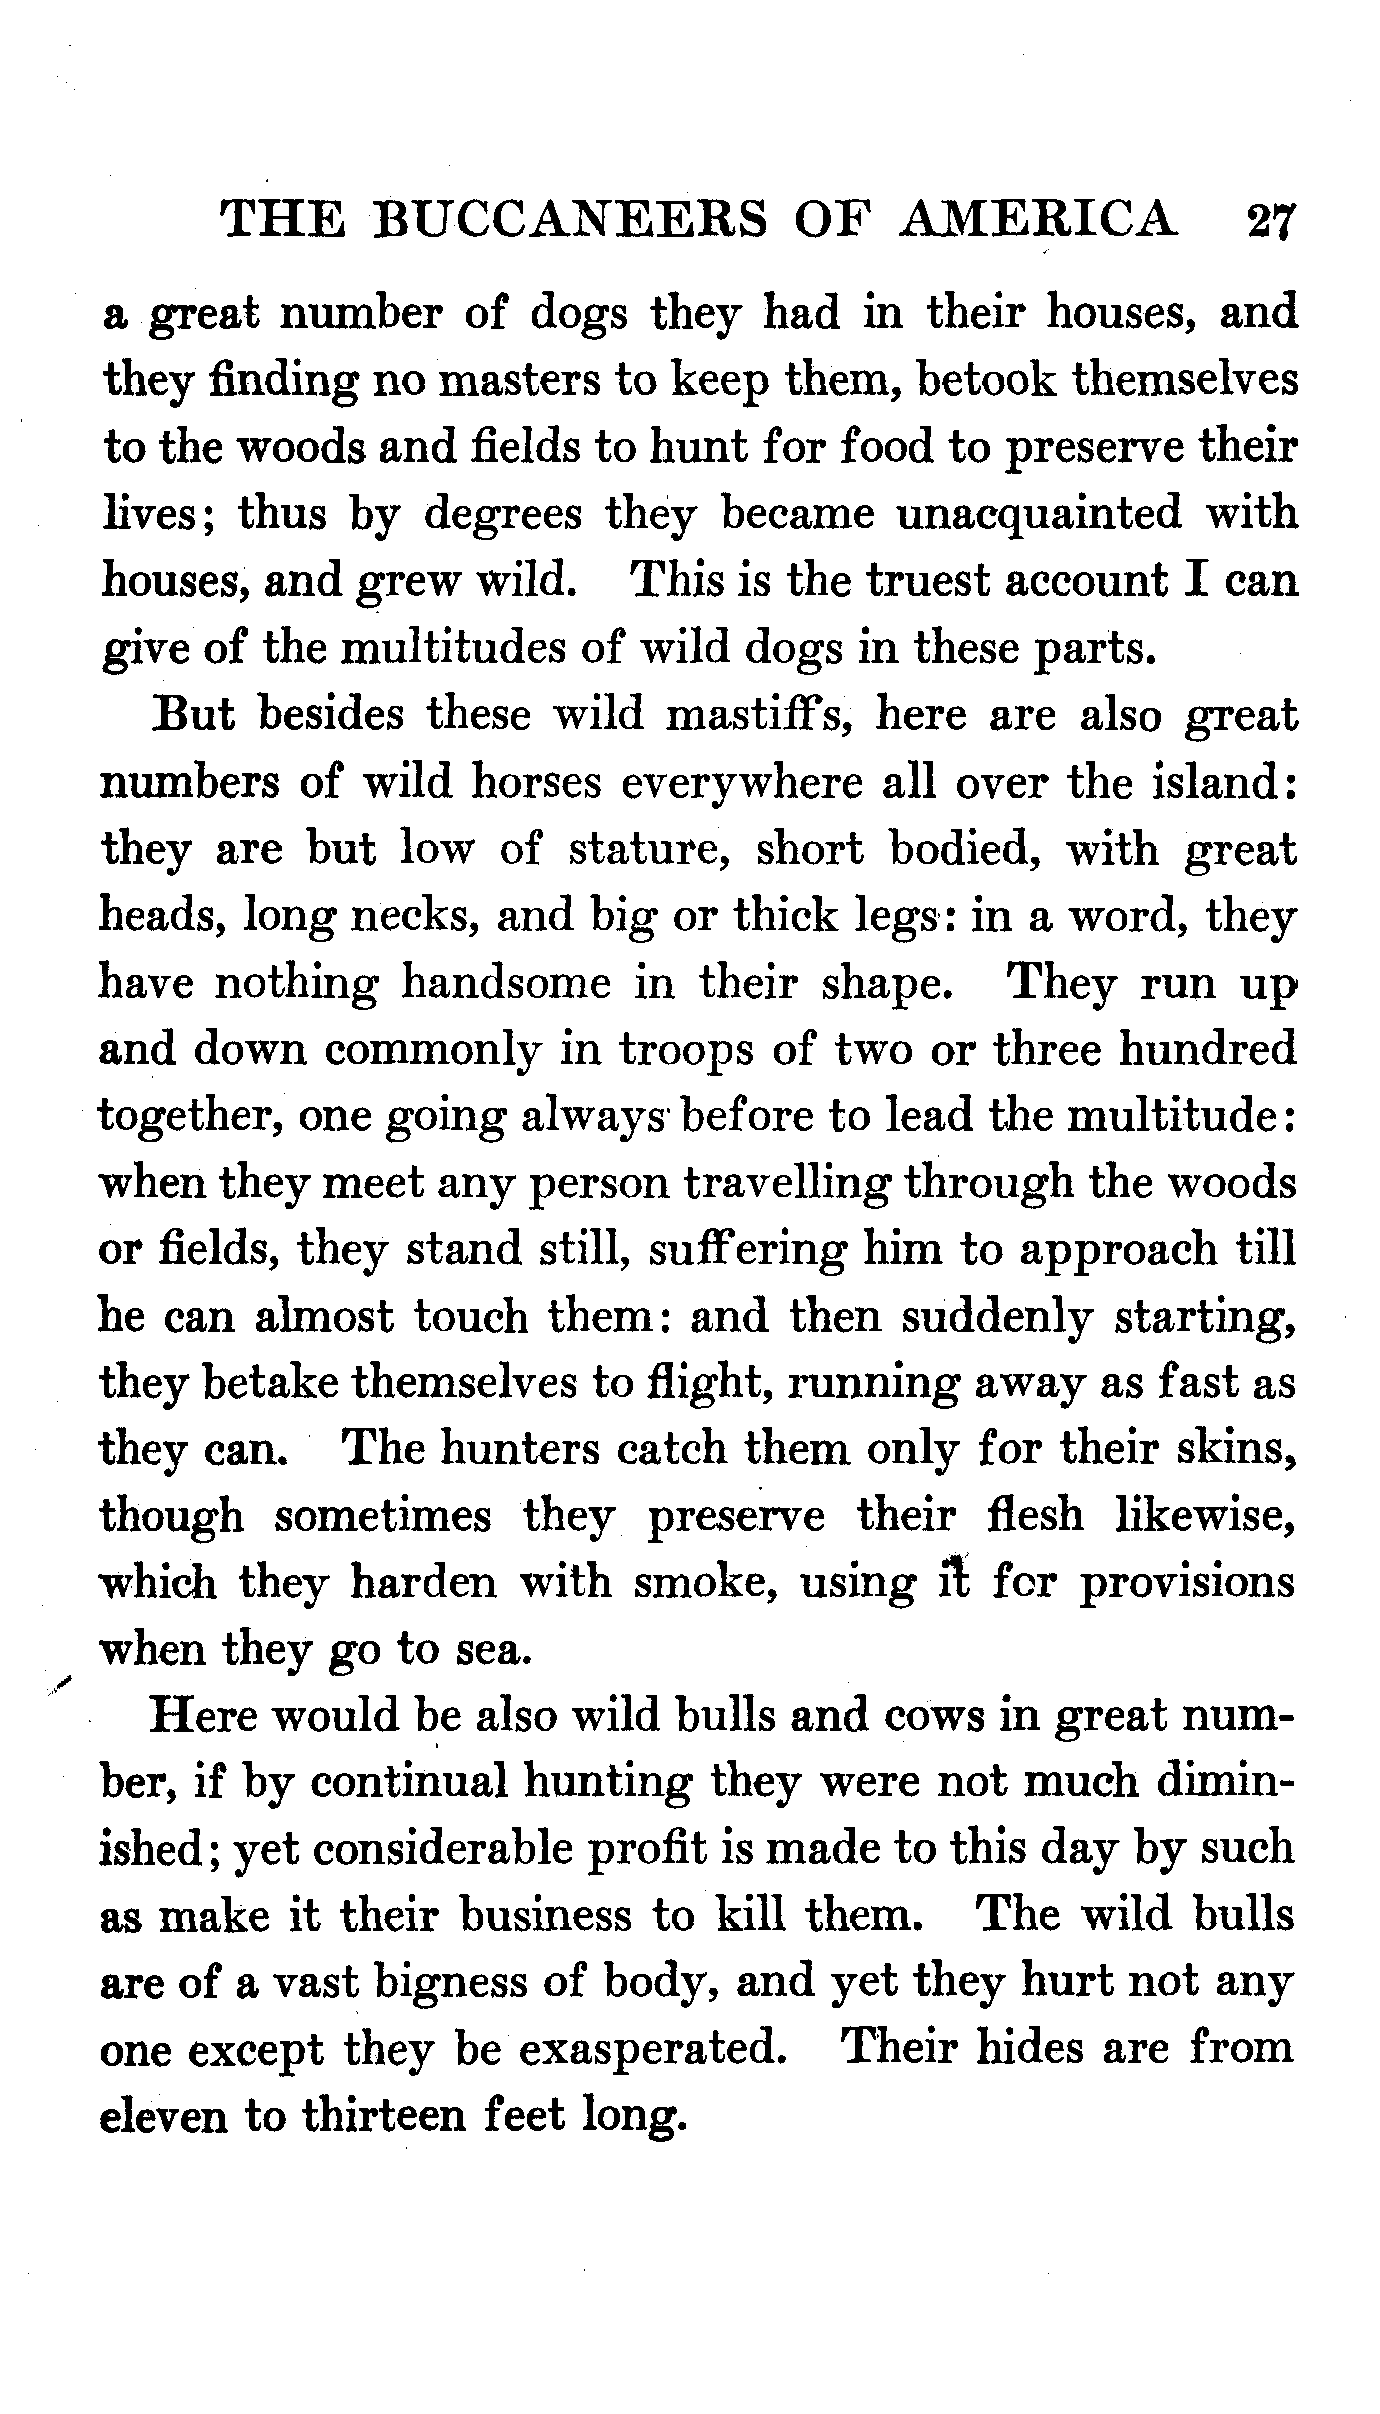 THE BUCCANEERS OF AMERICA 27
a great number of dogs they had in their houses, and
they finding no masters to keep them, betook themselves
to the woods and fields to hunt for food to preserve their
lives; thus by degrees they became unacquainted with
houses, and grew wild. This is the truest account I can
give of the multitudes of wild dogs in these parts.
But besides these wild mastiffs, here are also great
numbers of wild horses everywhere all over the island:
they are but low of stature, short bodied, with great
heads, long necks, and big or thick legs: in a word, they
have nothing handsome in their shape. They run up
and down commonly in troops of two or three hundred
together, one going always before to lead the multitude:
when they meet any person travelling through the woods
or fields, they stand still, suffering him to approach till
he can almost touch them: and then suddenly starting,
they betake themselves to flight, running away as fast as
they can. The hunters catch them only for their skins,
though sometimes they preserve their flesh likewise,
which they harden with smoke, using it for provisions
when they go to sea.
Here would be also wild bulls and cows in great num-
ber, if by continual hunting they were not much dimin-
ished; yet considerable profit is made to this day by such
as make it their business to kill them. The wild bulls
are of a vast bigness of body, and yet they hurt not any
one except they be exasperated. Their hides are from
eleven to thirteen feet long.